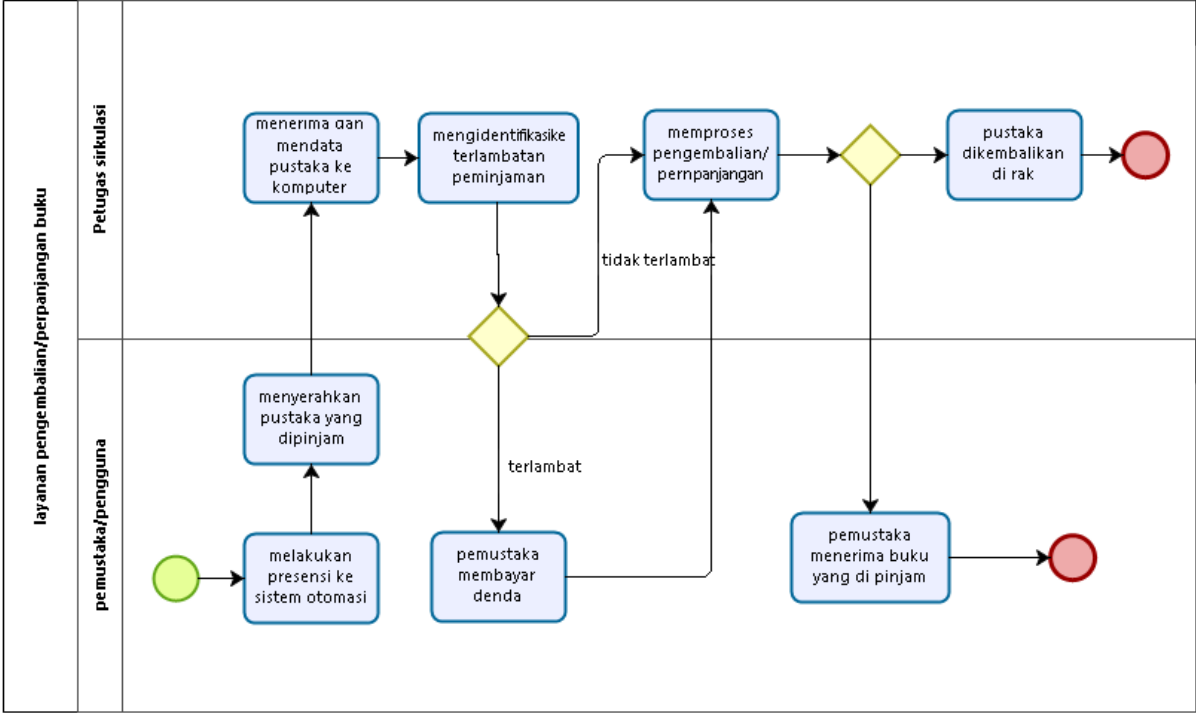 layanan pengembalian/perpanjangan buku
Petugas sirkulasi
menerima dan
mendata
pustaka ke
komputer
mengidentifikasike
terlambatan
peminjaman
memproses
pengembalian/
pernpanjangan
pustaka
dikembalikan
di rak
tidak terlambat
pemustaka/pengguna
menyerahkan
pustaka yang
dipinjam
terlambat
melakukan
presensi ke
sistem otomasi
pemustaka
membayar
denda
pemustaka
menerima buku
yang di pinjam